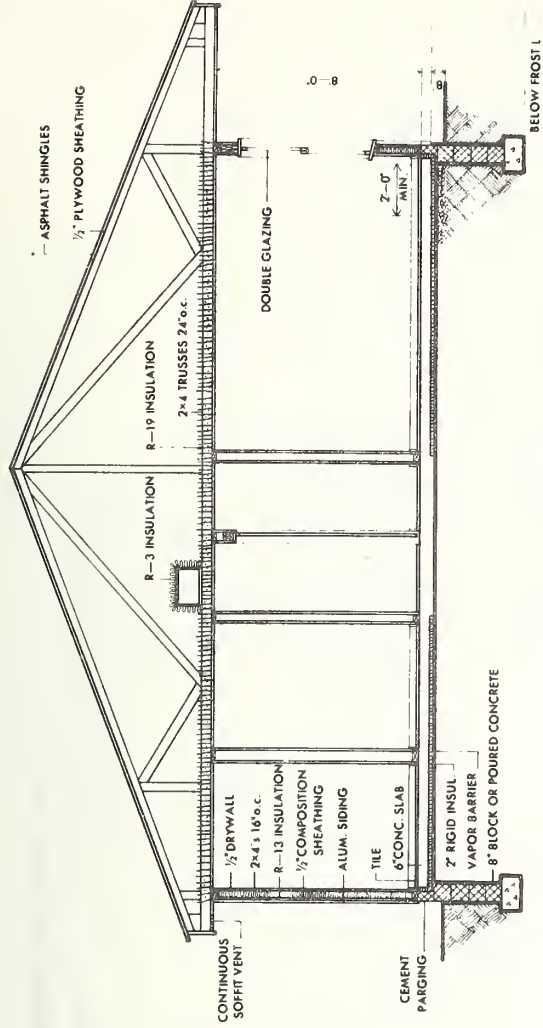 ASPHALT SHINGLES
½" PLYWOOD SHEATHING
R—19 INSULATION
2×4 TRUSSES 24"o.c.
R—3 INSULATION
DOUBLE GLAZING
8'-0"
2'-0"
MIN.
8"
BELOW FROST L
CONTINUOUS
SOFFIT VENT
½" DRYWALL
2×4's 16"o.c.
R—13 INSULATION
½" COMPOSITION
SHEATHING
ALUM. SIDING
TILE
6" CONC. SLAB
CEMENT
PARGING
2" RIGID INSUL.
VAPOR BARRIER
8" BLOCK OR POURED CONCRETE